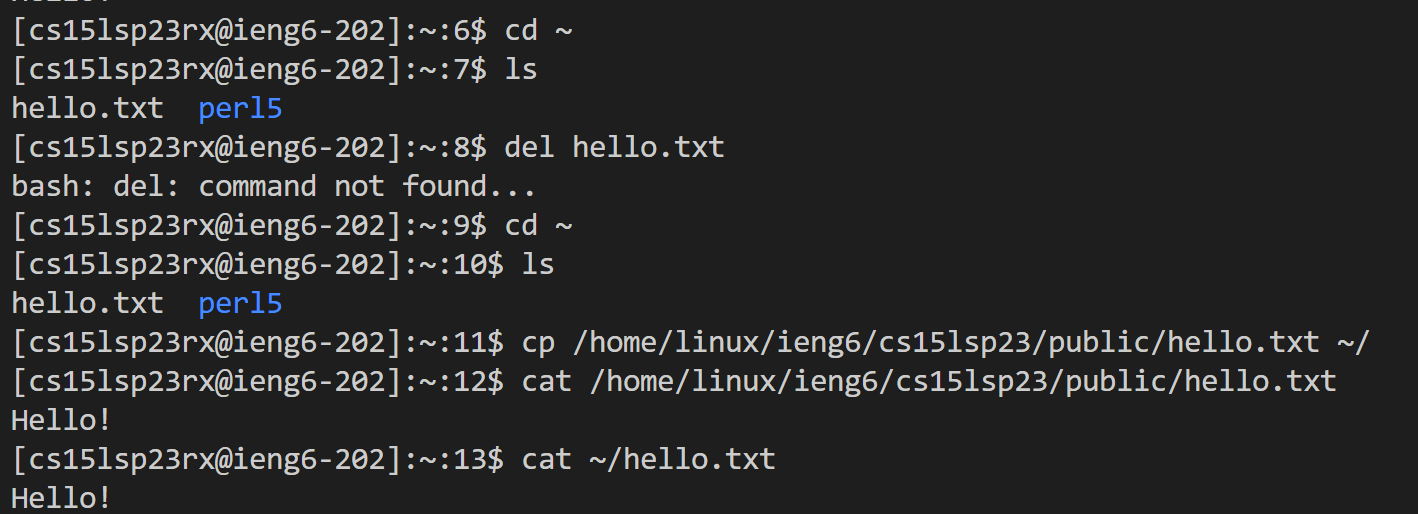 [cs15lsp23rx@ieng6-202]:~:6$ cd ~
[cs15lsp23rx@ieng6-202]:~:7$ ls
hello.txt  perl5
[cs15lsp23rx@ieng6-202]:~:8$ del hello.txt
bash: del: command not found...
[cs15lsp23rx@ieng6-202]:~:9$ cd ~
[cs15lsp23rx@ieng6-202]:~:10$ ls
hello.txt  perl5
[cs15lsp23rx@ieng6-202]:~:11$ cp /home/linux/ieng6/cs15lsp23/public/hello.txt ~/
[cs15lsp23rx@ieng6-202]:~:12$ cat /home/linux/ieng6/cs15lsp23/public/hello.txt
Hello!
[cs15lsp23rx@ieng6-202]:~:13$ cat ~/hello.txt
Hello!